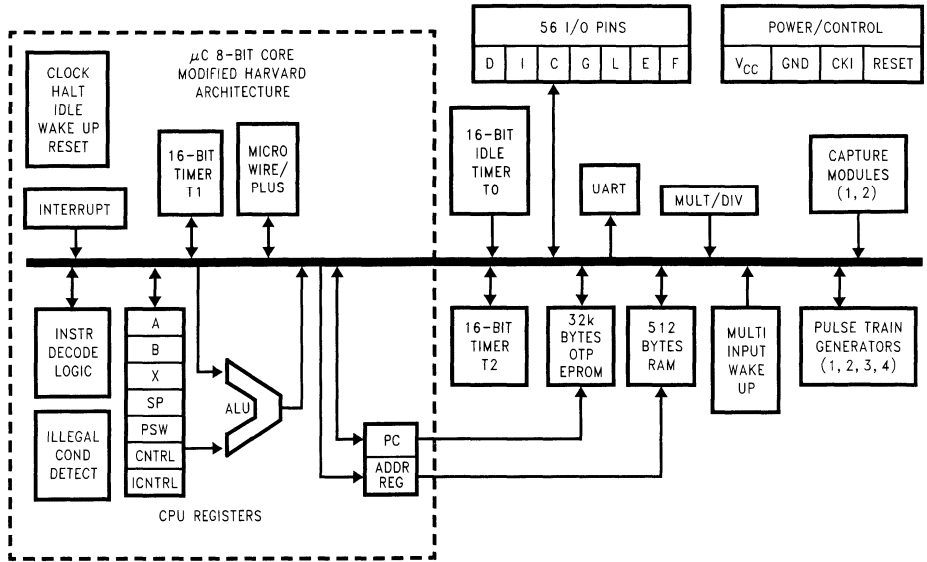 56 I/O PINS
D I C G L E F
POWER/CONTROL
VCC GND CKI RESET
μC 8-BIT CORE
MODIFIED HARVARD
ARCHITECTURE
CLOCK
HALT
IDLE
WAKE UP
RESET
16-BIT
TIMER
T1
MICRO
WIRE/
PLUS
INTERRUPT
16-BIT
IDLE
TIMER
T0
UART
MULT/DIV
CAPTURE
MODULES
(1, 2)
INSTR
DECODE
LOGIC
A
B
X
SP
PSW
CNTRL
ICNTRL
ALU
ILLEGAL
COND
DETECT
CPU REGISTERS
PC
ADDR
REG
16-BIT
TIMER
T2
32k
BYTES
OTP
EPROM
512
BYTES
RAM
MULTI
INPUT
WAKE
UP
PULSE TRAIN
GENERATORS
(1, 2, 3, 4)